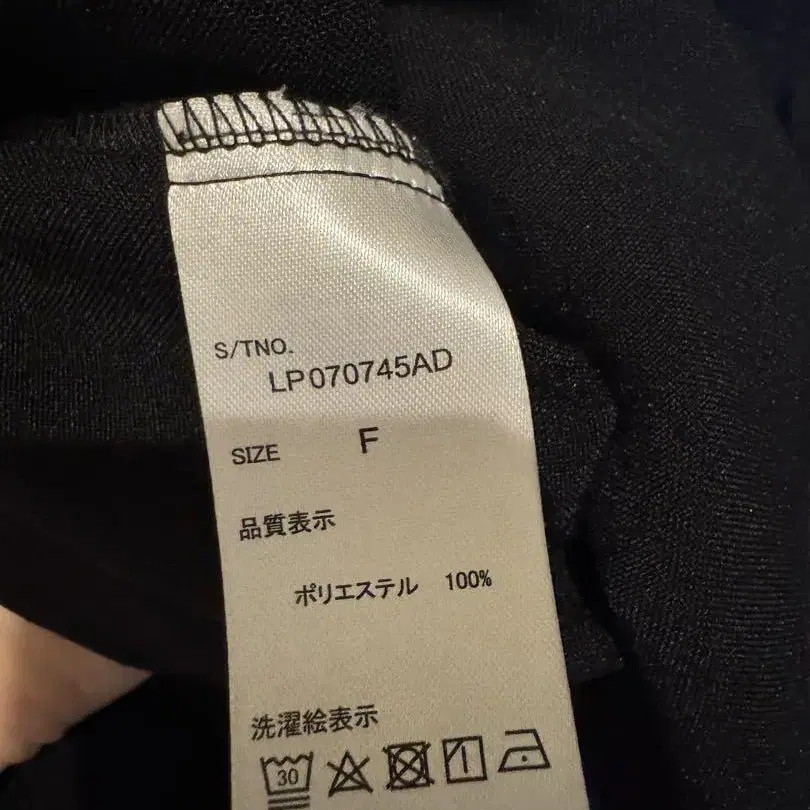 S/TNO.
LP070745AD
SIZE F
品質表示
ポリエステル 100%
洗濯絵表示
30